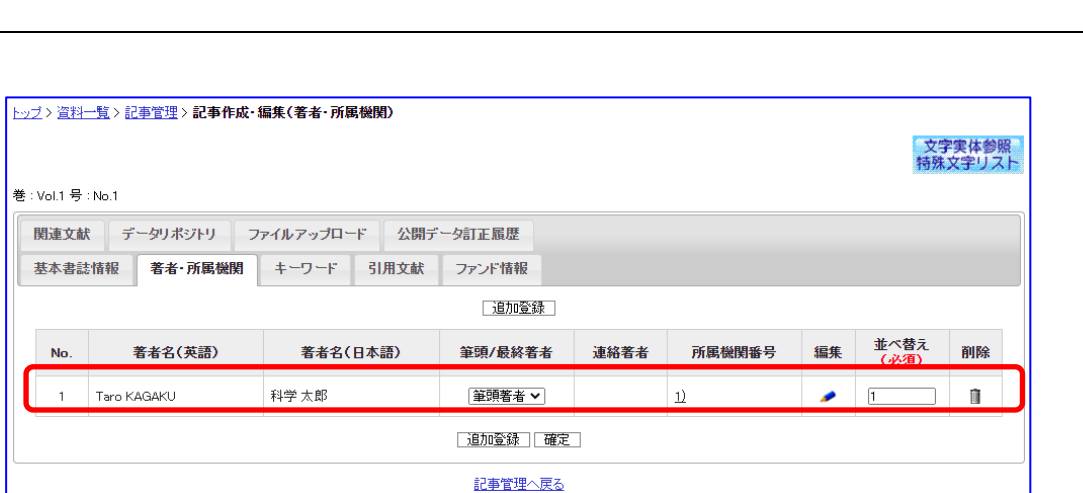 トップ > 資料一覧 > 記事管理 > 記事作成・編集(著者・所属機関)
文字実体参照
特殊文字リスト
巻 : Vol.1 号 : No.1
関連文献 データリポジトリ ファイルアップロード 公開データ訂正履歴
基本書誌情報 著者・所属機関 キーワード 引用文献 ファンド情報
追加登録
No. 著者名(英語) 著者名(日本語) 筆頭/最終著者 連絡著者 所属機関番号 編集 並べ替え(必須) 削除
1 Taro KAGAKU 科学 太郎 筆頭著者 1) 1
追加登録 確定
記事管理へ戻る